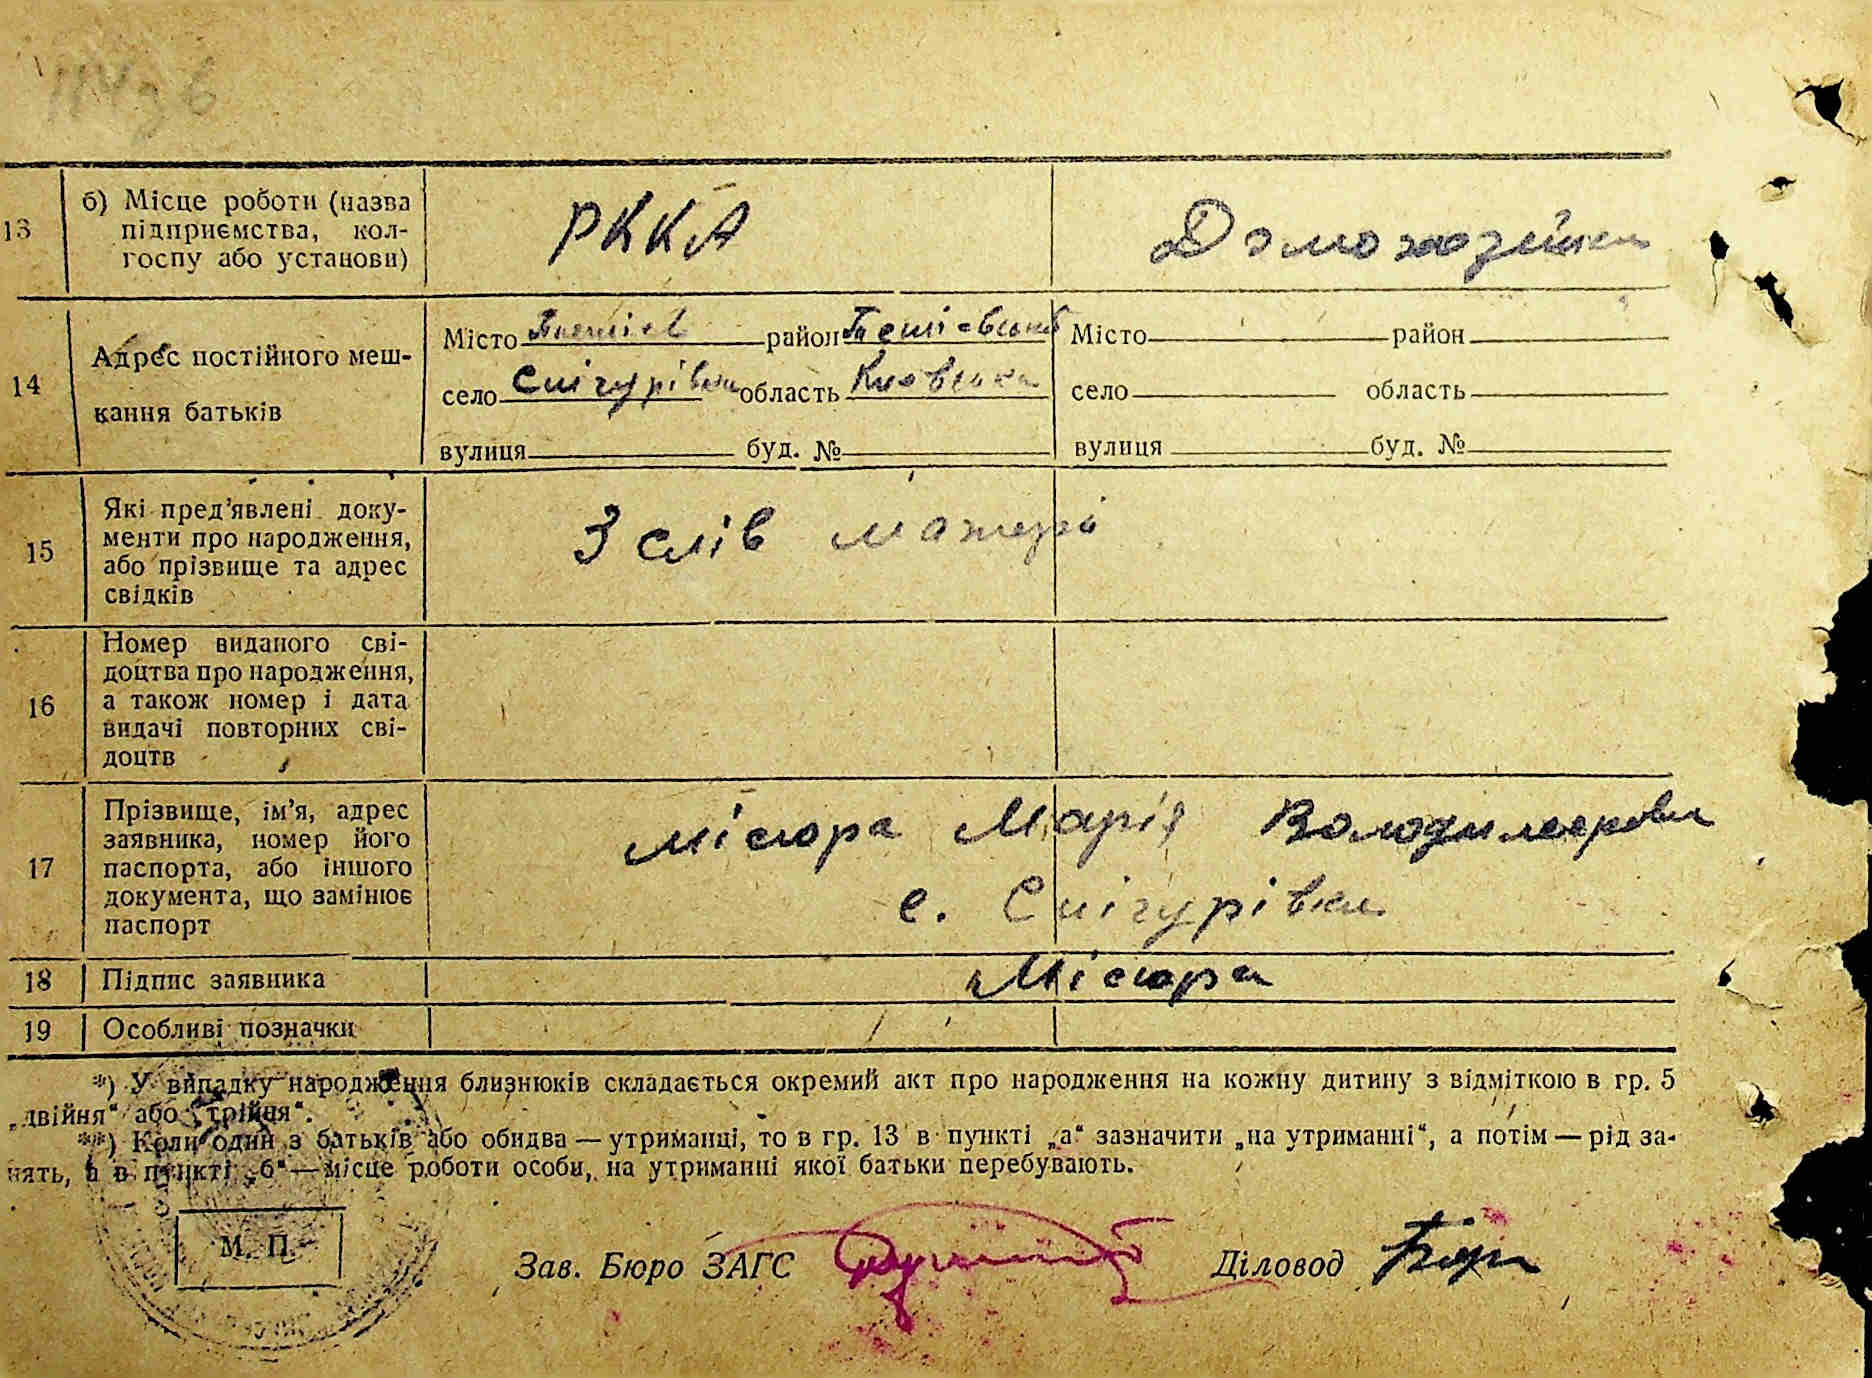 13
б) Місце роботи (назва
підприємства, кол-
госпу або установи)
РККА
Домохозяйка
14
Адрес постійного меш-
кання батьків
Місто Тетіїв район Тетіївський
село Снігурівка область Київська
вулиця буд. №
Місто район
село область
вулиця буд. №
15
Які пред'явлені доку-
менти про народження,
або прізвище та адрес
свідків
З слів матері
16
Номер виданого сві-
доцтва про народження,
а також номер і дата
видачі повторних сві-
доцтв
17
Прізвище, ім'я, адрес
заявника, номер його
паспорта, або іншого
документа, що замінює
паспорт
Місюра Марія Володимеровна
с. Снігурівка
18
Підпис заявника
Місюра
19
Особливі позначки
*) У випадку народження близнюків складається окремий акт про народження на кожну дитину з відміткою в гр. 5
„двійня“ або „трійня“.
**) Коли один з батьків або обидва — утриманці, то в гр. 13 в пункті „а“ зазначити „на утриманні“, а потім — рід за-
нять, а в пункті „б“ — місце роботи особи, на утриманні якої батьки перебувають.
М. П.
Зав. Бюро ЗАГС
Діловод